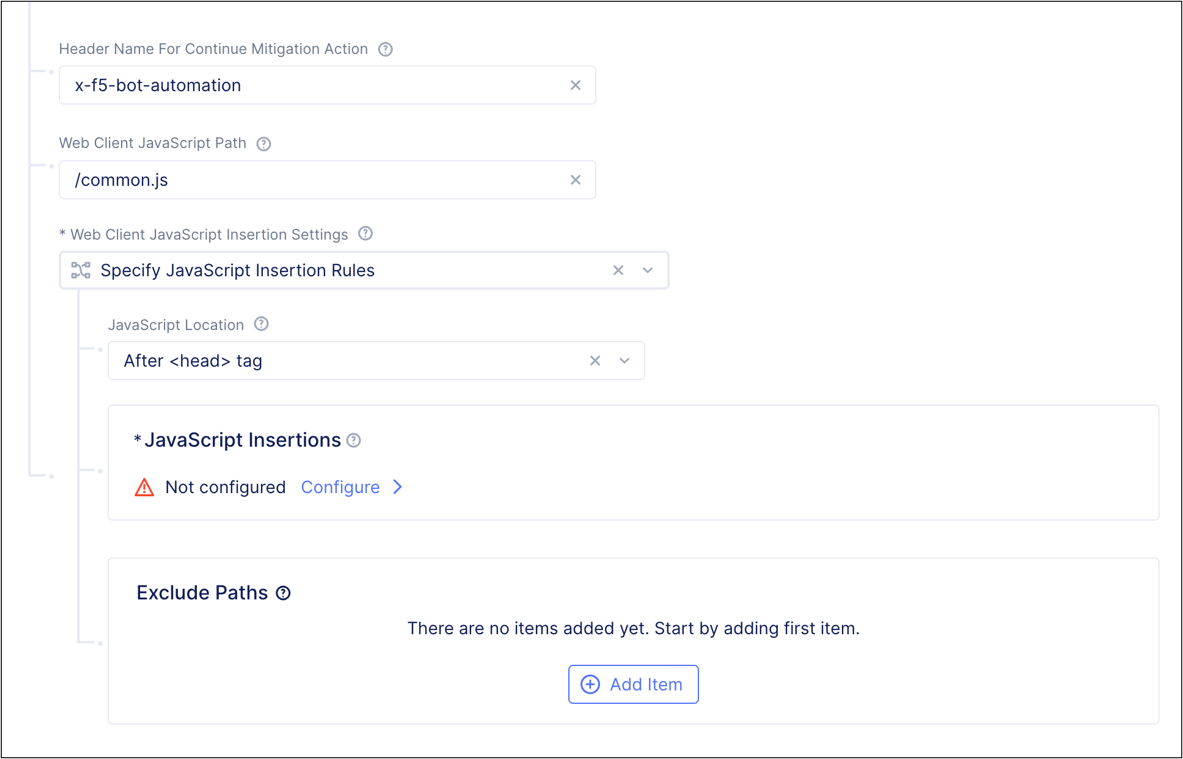 Header Name For Continue Mitigation Action
x-f5-bot-automation
Web Client JavaScript Path
/common.js
* Web Client JavaScript Insertion Settings
Specify JavaScript Insertion Rules
JavaScript Location
After <head> tag
* JavaScript Insertions
Not configured Configure
Exclude Paths
There are no items added yet. Start by adding first item.
Add Item